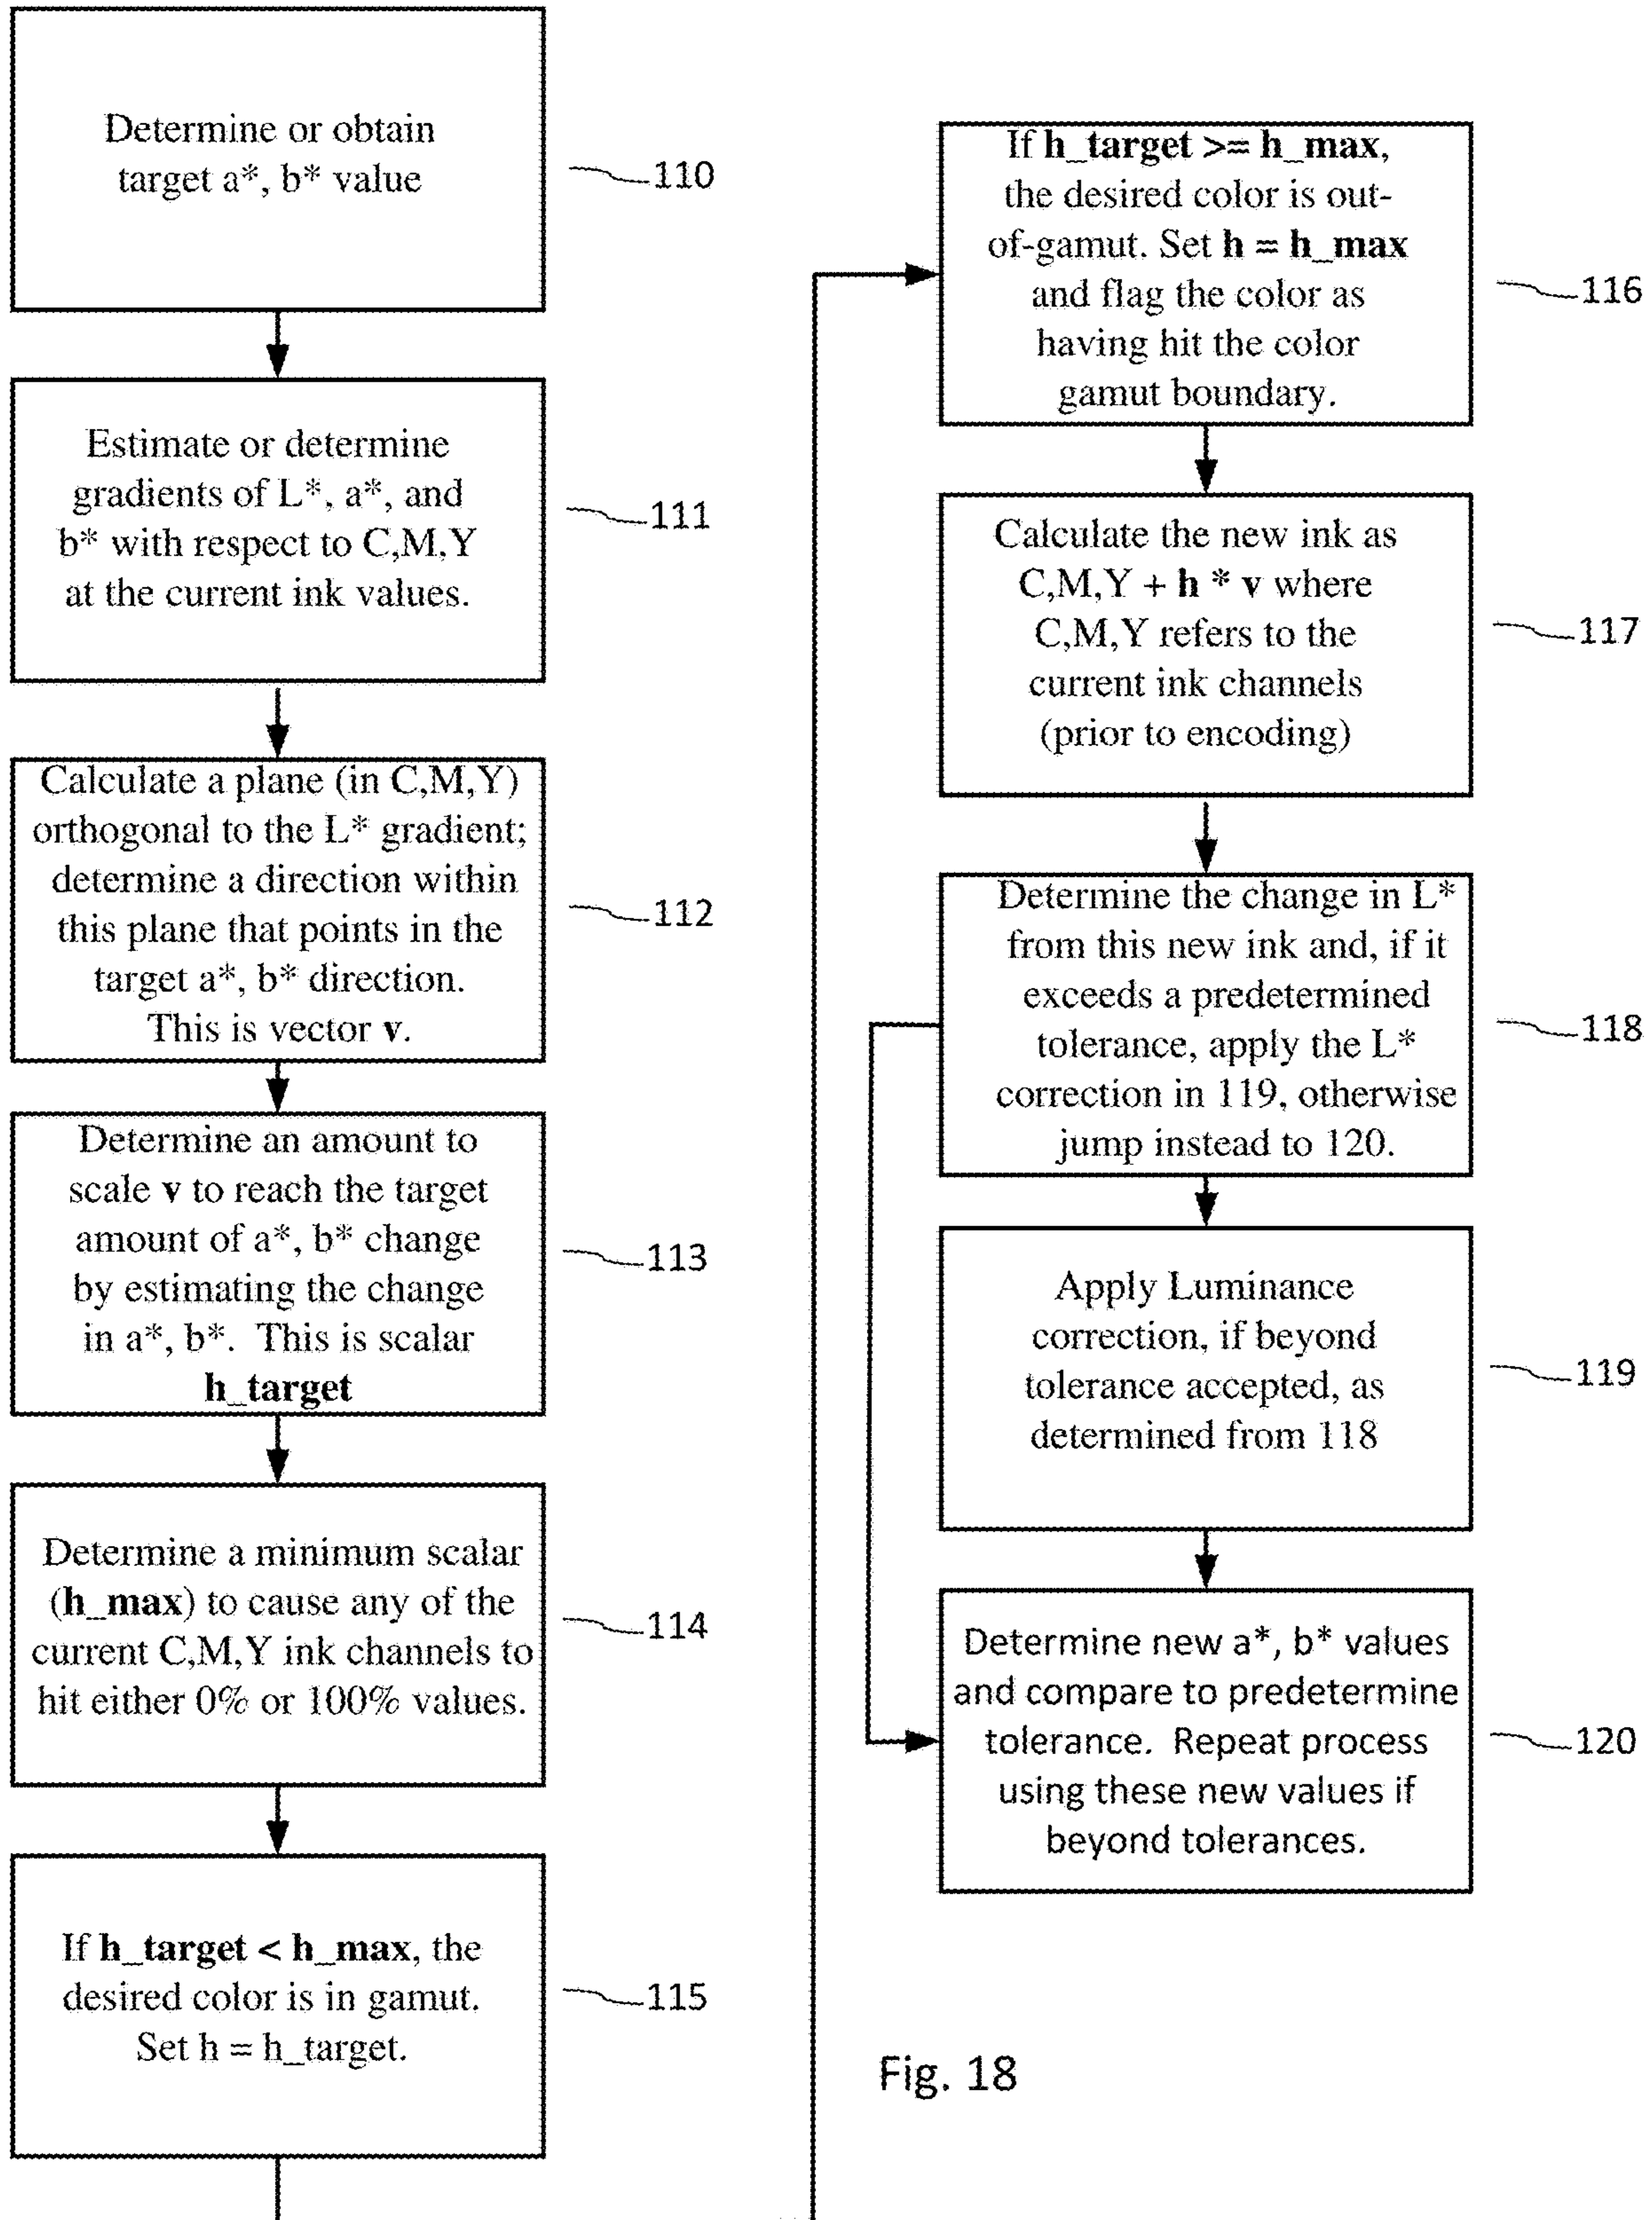 Determine or obtain
target a*, b* value
110
Estimate or determine
gradients of L*, a*, and
b* with respect to C,M,Y
at the current ink values.
111
Calculate a plane (in C,M,Y)
orthogonal to the L* gradient;
determine a direction within
this plane that points in the
target a*, b* direction.
This is vector v.
112
Determine an amount to
scale v to reach the target
amount of a*, b* change
by estimating the change
in a*, b*. This is scalar
h_target
113
Determine a minimum scalar
(h_max) to cause any of the
current C,M,Y ink channels to
hit either 0% or 100% values.
114
If h_target < h_max, the
desired color is in gamut.
Set h = h_target.
115
If h_target >= h_max,
the desired color is out-
of-gamut. Set h = h_max
and flag the color as
having hit the color
gamut boundary.
116
Calculate the new ink as
C,M,Y + h * v where
C,M,Y refers to the
current ink channels
(prior to encoding)
117
Determine the change in L*
from this new ink and, if it
exceeds a predetermined
tolerance, apply the L*
correction in 119, otherwise
jump instead to 120.
118
Apply Luminance
correction, if beyond
tolerance accepted, as
determined from 118
119
Determine new a*, b* values
and compare to predetermine
tolerance. Repeat process
using these new values if
beyond tolerances.
120
Fig. 18